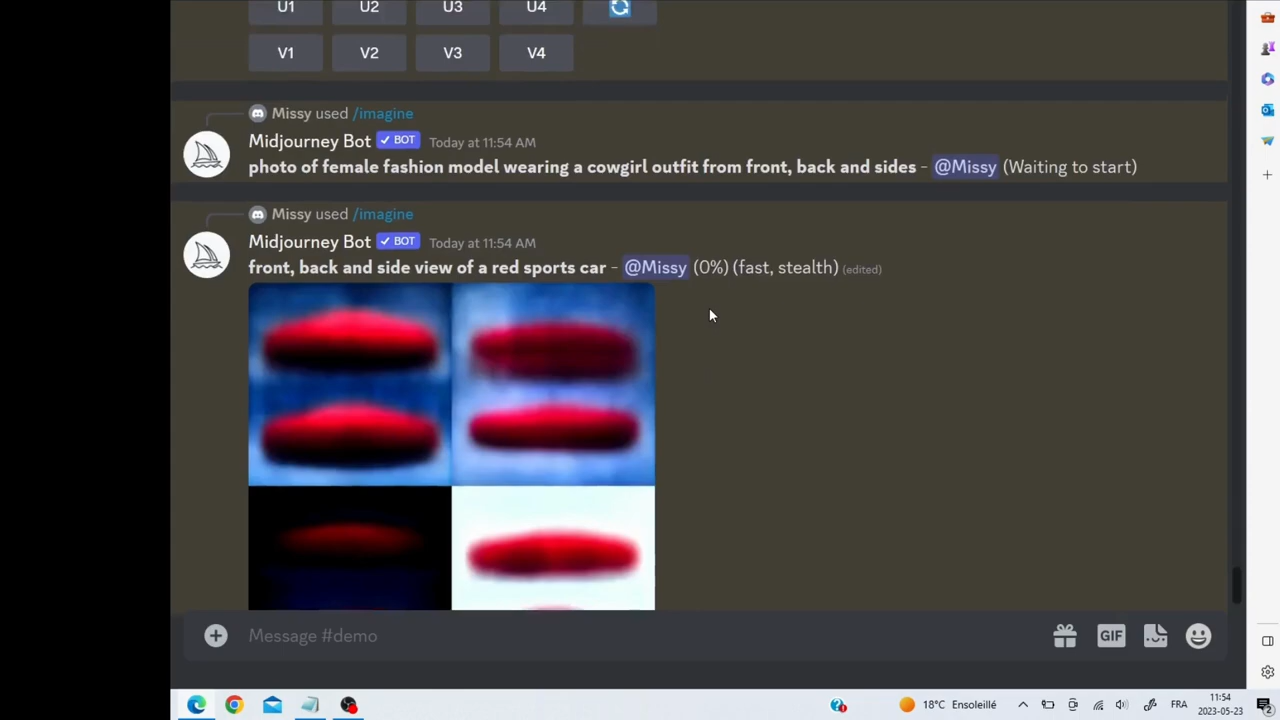 U1 U2 U3 U4
V1 V2 V3 V4
Missy used /imagine
Midjourney Bot ✓ BOT Today at 11:54 AM
photo of female fashion model wearing a cowgirl outfit from front, back and sides - @Missy (Waiting to start)
Missy used /imagine
Midjourney Bot ✓ BOT Today at 11:54 AM
front, back and side view of a red sports car - @Missy (0%) (fast, stealth) (edited)
Message #demo
GIF
18°C Ensoleillé
FRA
11:54
2023-05-23
2